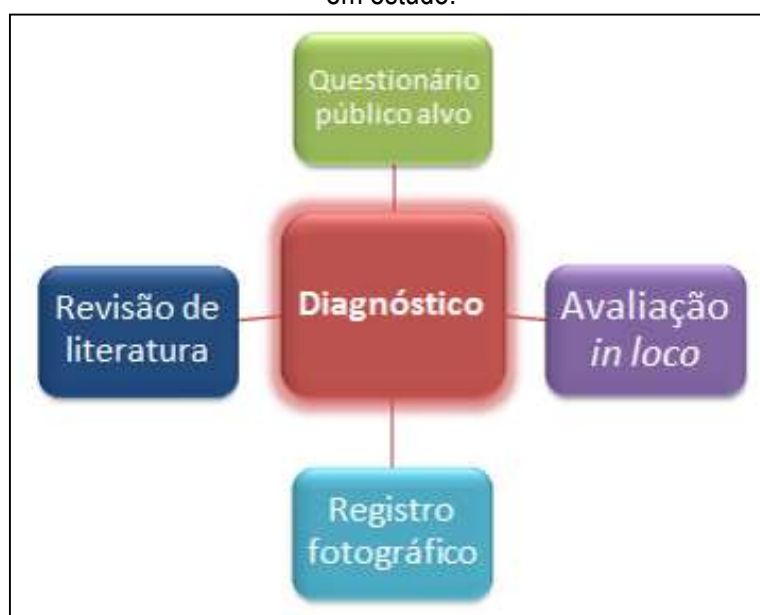 em estudo.
Questionário
público alvo
Revisão de
literatura
Diagnóstico
Avaliação
in loco
Registro
fotográfico